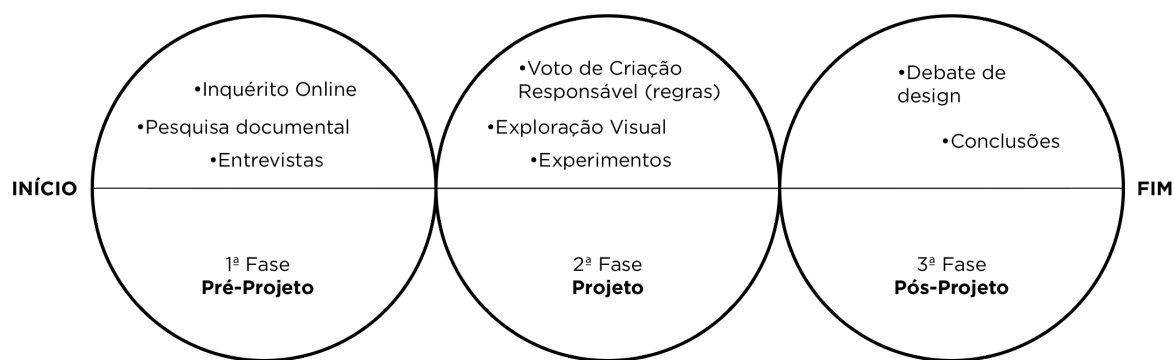 •Inquérito Online
•Pesquisa documental
•Entrevistas
•Voto de Criação
Responsável (regras)
•Exploração Visual
•Experimentos
•Debate de
design
•Conclusões
INÍCIO
FIM
1ª Fase
Pré-Projeto
2ª Fase
Projeto
3ª Fase
Pós-Projeto